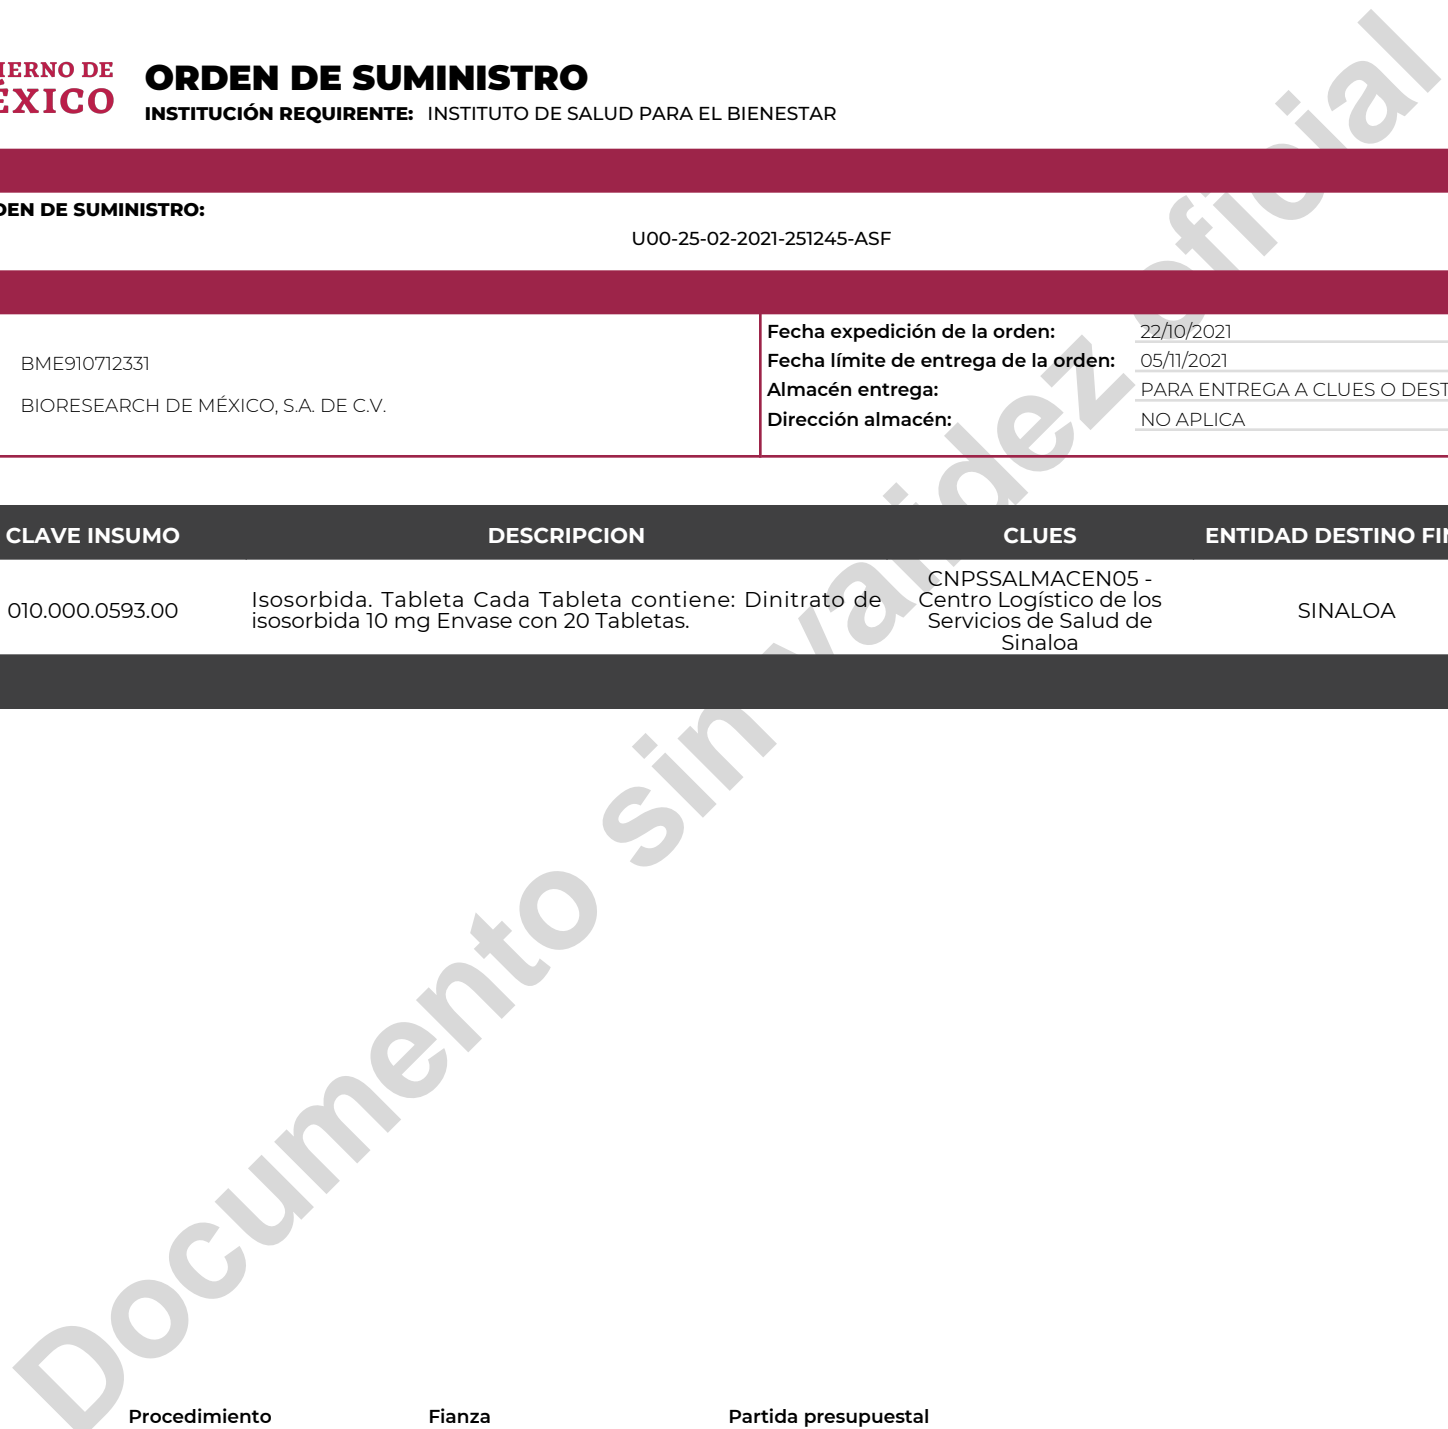 IERNO DE
ÉXICO
ORDEN DE SUMINISTRO
INSTITUCIÓN REQUIRENTE: INSTITUTO DE SALUD PARA EL BIENESTAR
DEN DE SUMINISTRO:
U00-25-02-2021-251245-ASF
BME910712331
BIORESEARCH DE MÉXICO, S.A. DE C.V.
Fecha expedición de la orden: 22/10/2021
Fecha límite de entrega de la orden: 05/11/2021
Almacén entrega: PARA ENTREGA A CLUES O DEST
Dirección almacén: NO APLICA
CLAVE INSUMO DESCRIPCION CLUES ENTIDAD DESTINO FIN
010.000.0593.00
Isosorbida. Tableta Cada Tableta contiene: Dinitrato de
isosorbida 10 mg Envase con 20 Tabletas.
CNPSSALMACEN05 -
Centro Logístico de los
Servicios de Salud de
Sinaloa
SINALOA
Documento sin validez oficial
Procedimiento Fianza Partida presupuestal